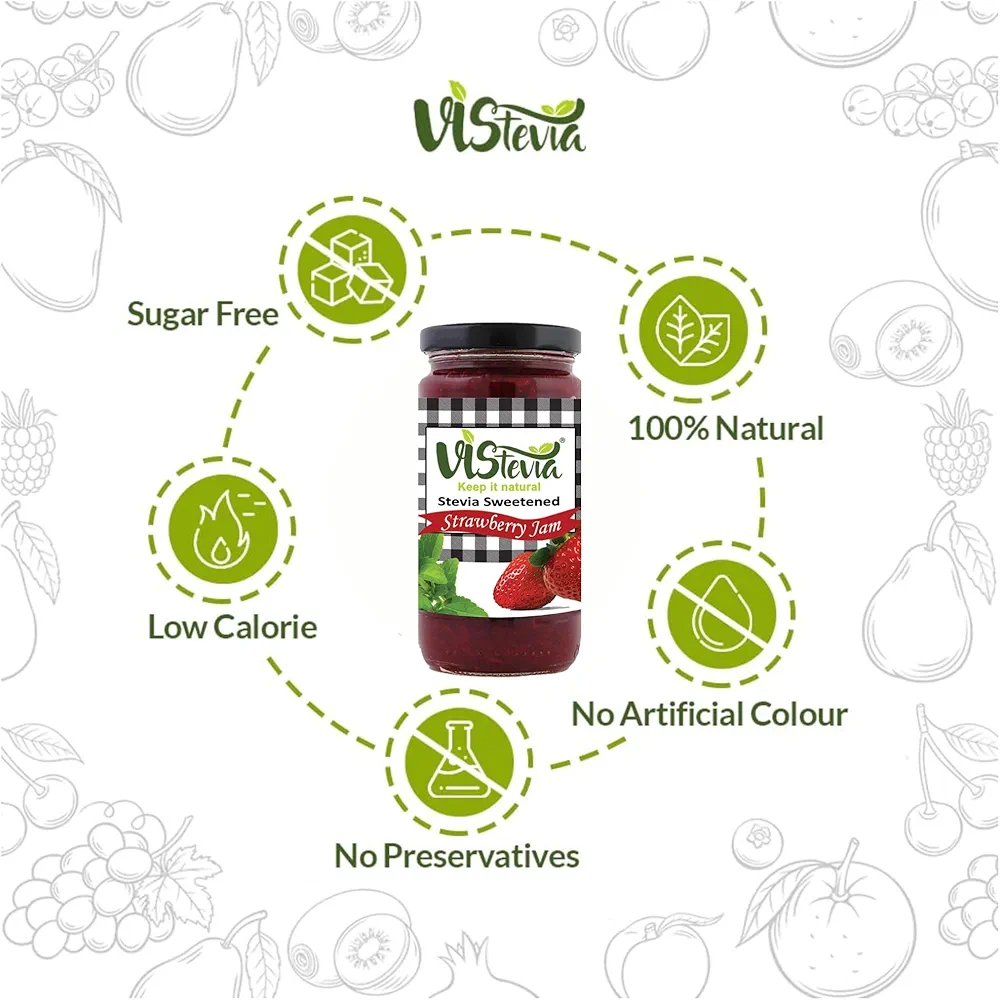 ViStevia
Sugar Free
100% Natural
ViStevia®
Keep it natural
Stevia Sweetened
Strawberry Jam
Low Calorie
No Artificial Colour
No Preservatives